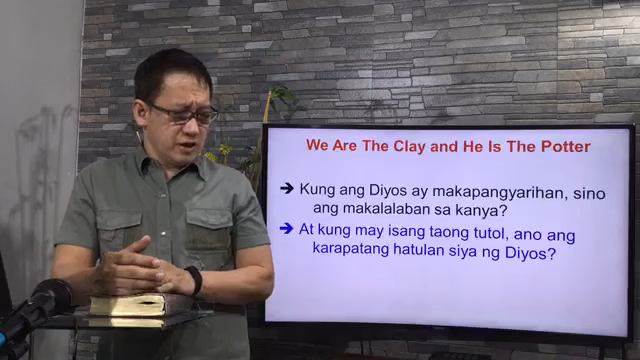 We Are The Clay and He Is The Potter
➔ Kung ang Diyos ay makapangyarihan, sino
ang makalalaban sa kanya?
➔ At kung may isang taong tutol, ano ang
karapatang hatulan siya ng Diyos?